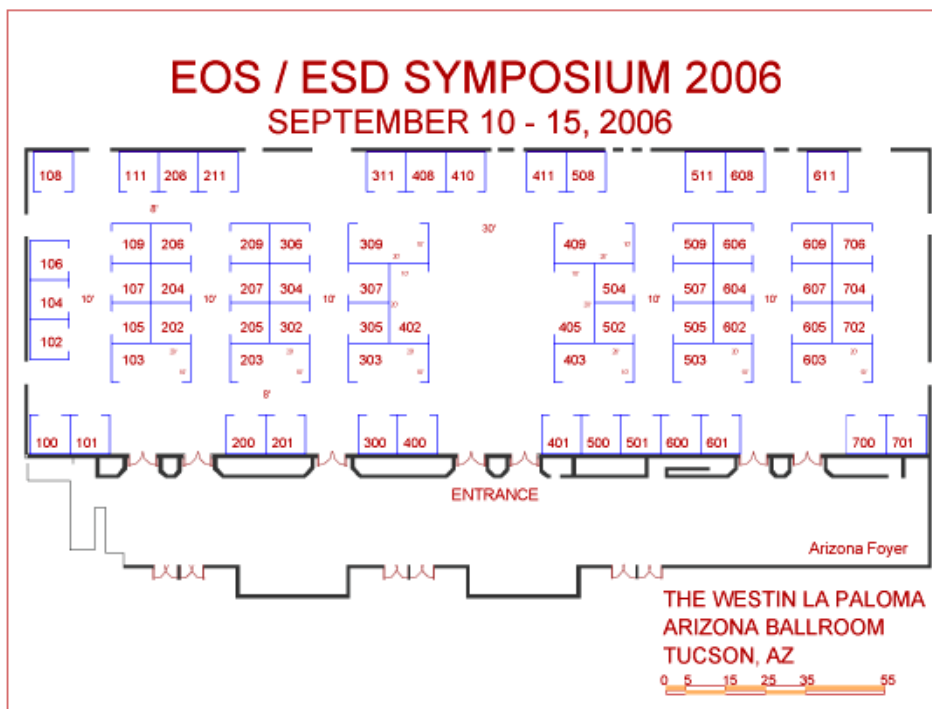 EOS / ESD SYMPOSIUM 2006
SEPTEMBER 10 - 15, 2006
108 111 208 211 311 408 410 411 508 511 608 611
8'
30'
109 206 209 306 309 409 509 606 609 706
106
107 204 207 304 307 504 507 604 607 704
104 10' 10' 10' 10' 10'
105 202 205 302 305 402 405 502 505 602 605 702
102
103 203 303 403 503 603
8'
100 101 200 201 300 400 401 500 501 600 601 700 701
ENTRANCE
Arizona Foyer
THE WESTIN LA PALOMA
ARIZONA BALLROOM
TUCSON, AZ
0 5 15 25 35 55